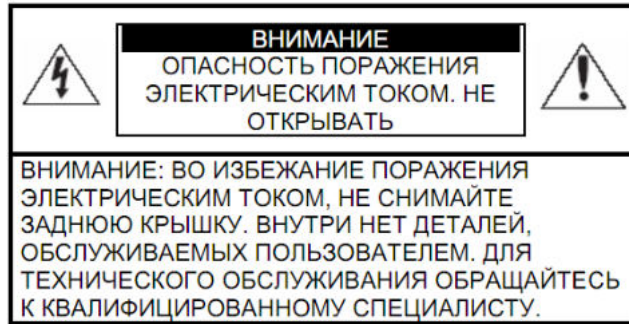 ВНИМАНИЕ
ОПАСНОСТЬ ПОРАЖЕНИЯ
ЭЛЕКТРИЧЕСКИМ ТОКОМ. НЕ
ОТКРЫВАТЬ
ВНИМАНИЕ: ВО ИЗБЕЖАНИЕ ПОРАЖЕНИЯ
ЭЛЕКТРИЧЕСКИМ ТОКОМ, НЕ СНИМАЙТЕ
ЗАДНЮЮ КРЫШКУ. ВНУТРИ НЕТ ДЕТАЛЕЙ,
ОБСЛУЖИВАЕМЫХ ПОЛЬЗОВАТЕЛЕМ. ДЛЯ
ТЕХНИЧЕСКОГО ОБСЛУЖИВАНИЯ ОБРАЩАЙТЕСЬ
К КВАЛИФИЦИРОВАННОМУ СПЕЦИАЛИСТУ.